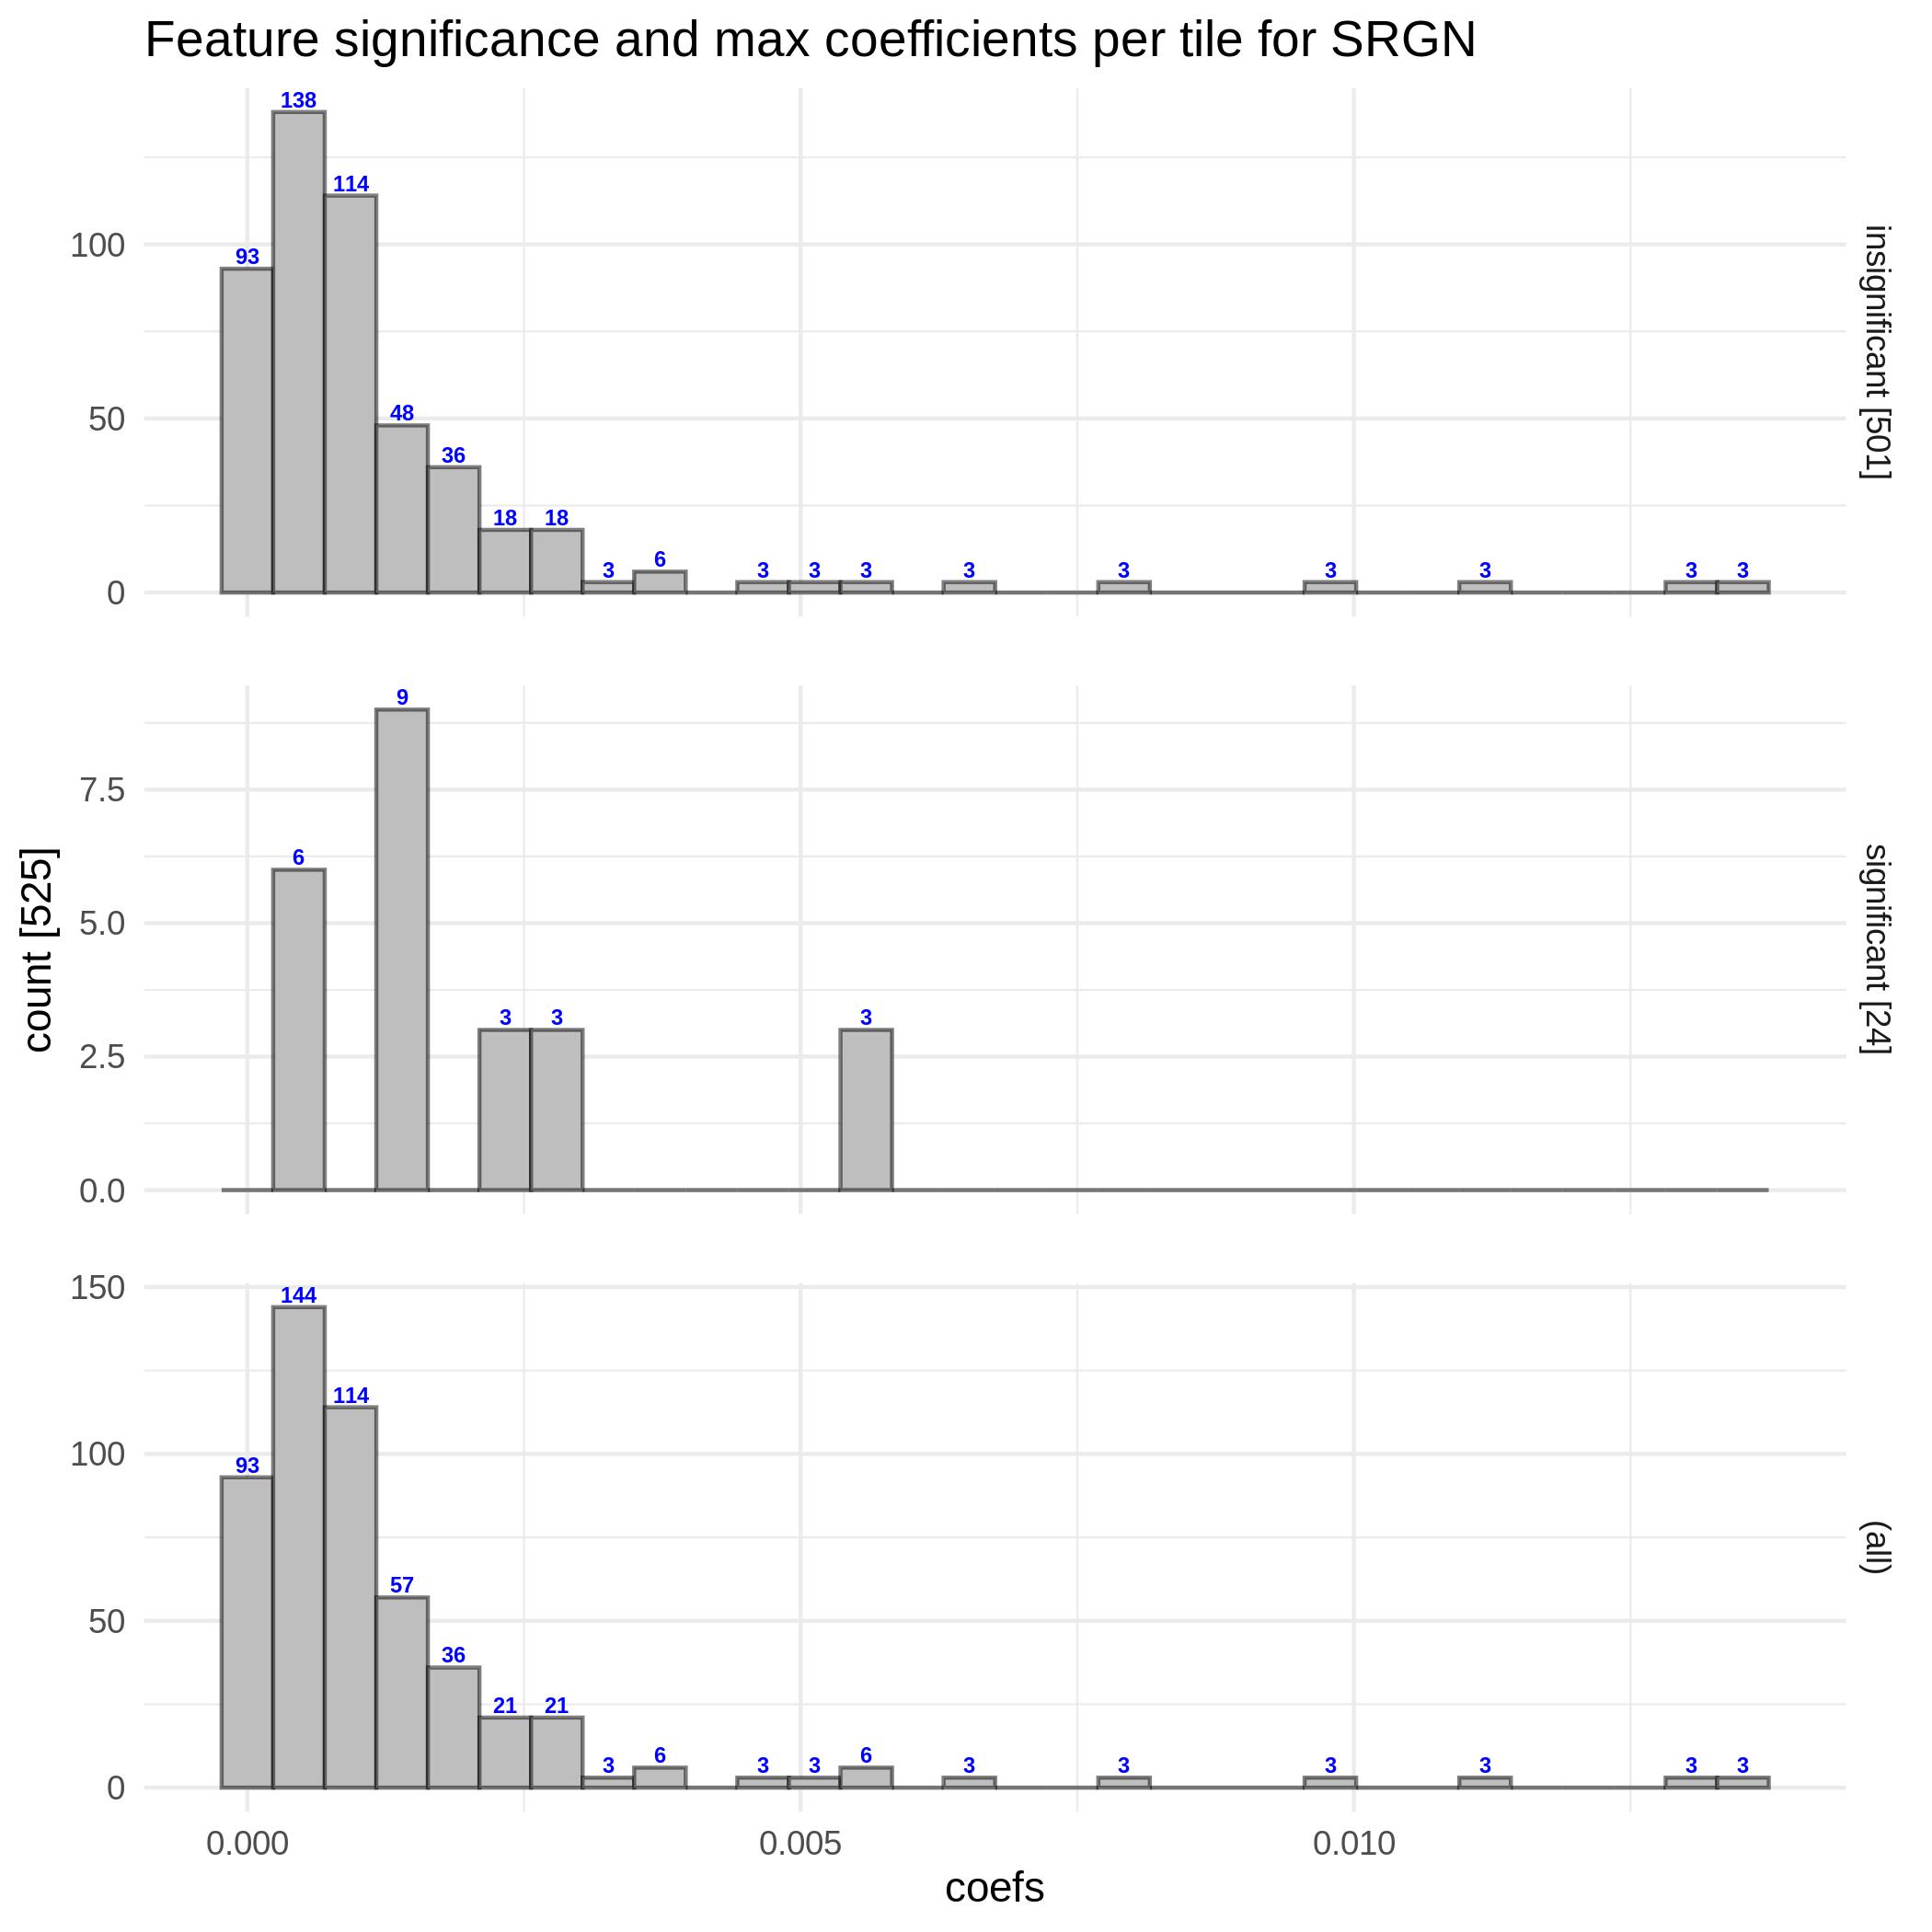 Feature significance and max coefficients per tile for SRGN
138
114
93
48
36
18 18
3 6 3 3 3 3 3 3 3 3 3
100
50
0
insignificant [501]
9
6
3 3 3
7.5
5.0
2.5
0.0
significant [24]
count [525]
144
114
93
57
36
21 21
3 6 3 3 6 3 3 3 3 3 3
150
100
50
0
(all)
0.000 0.005 0.010
coefs